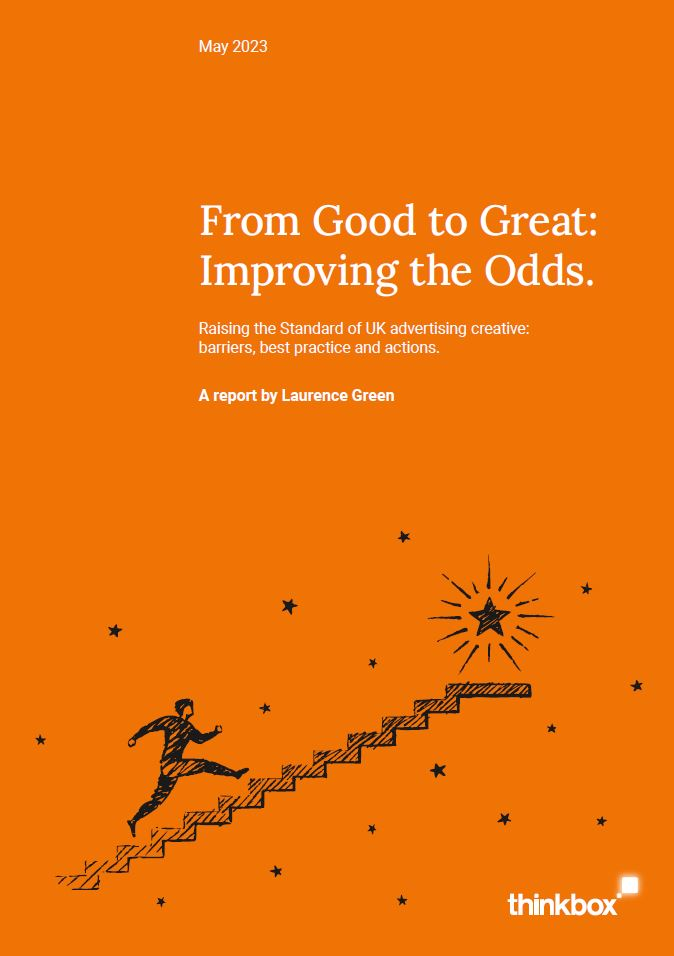 May 2023
From Good to Great:
Improving the Odds.
Raising the Standard of UK advertising creative:
barriers, best practice and actions.
A report by Laurence Green
thinkbox